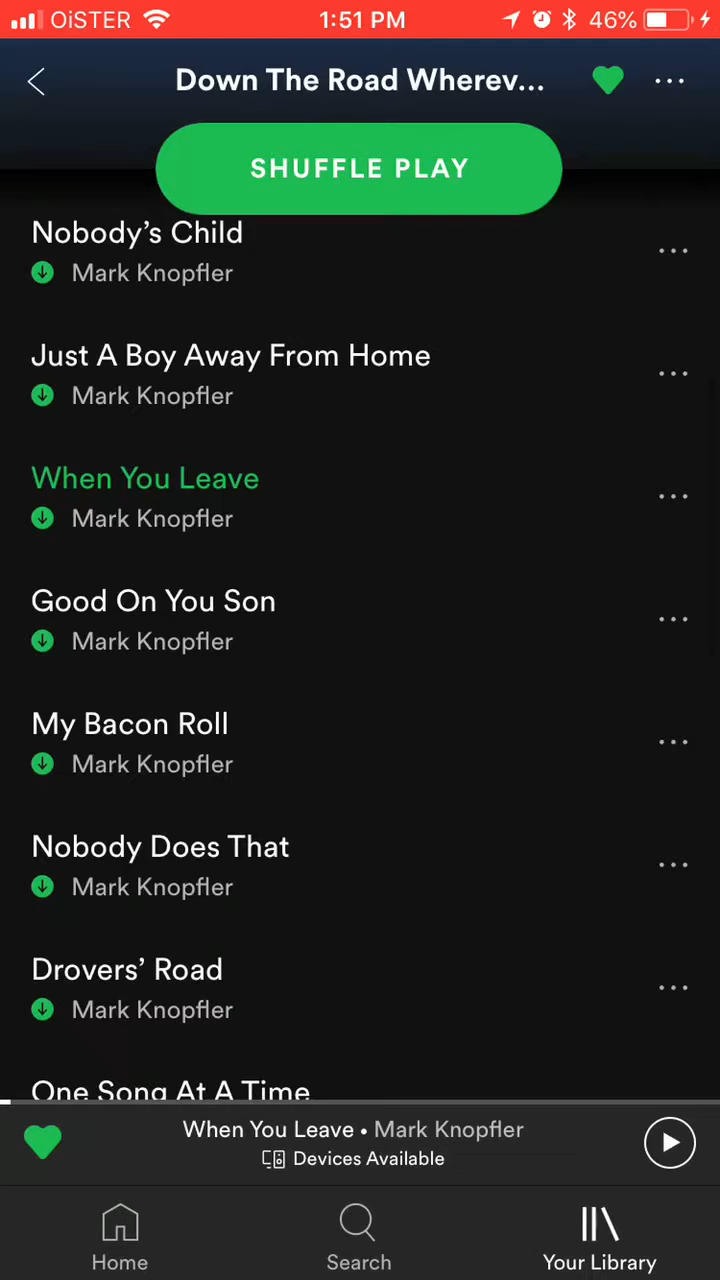 OiSTER 1:51 PM 46%
Down The Road Wherev...
SHUFFLE PLAY
Nobody’s Child
Mark Knopfler
Just A Boy Away From Home
Mark Knopfler
When You Leave
Mark Knopfler
Good On You Son
Mark Knopfler
My Bacon Roll
Mark Knopfler
Nobody Does That
Mark Knopfler
Drovers’ Road
Mark Knopfler
One Song At A Time
When You Leave • Mark Knopfler
Devices Available
Home Search Your Library